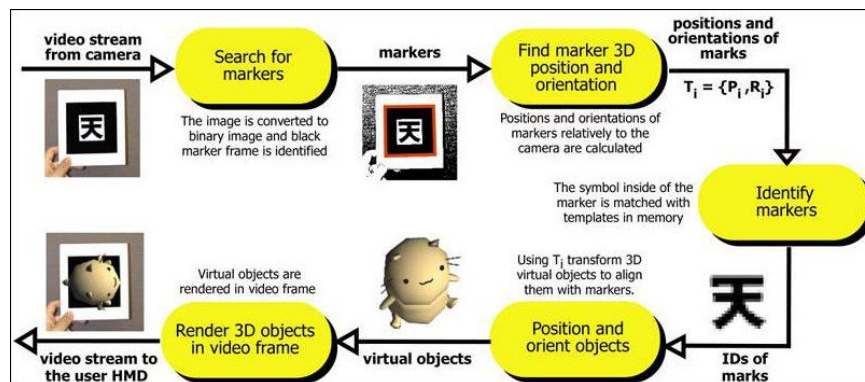 video stream
from camera
Search for
markers
The image is converted to
binary image and black
marker frame is identified
markers
Find marker 3D
position and
orientation
Positions and orientations of
markers relatively to the
camera are calculated
positions and
orientations of
marks
Ti = {Pi ,Ri}
天
天
The symbol inside of the
marker is matched with
templates in memory
Identify
markers
天
IDs of
marks
Using Ti transform 3D
virtual objects to align
them with markers.
Position and
orient objects
virtual objects
Virtual objects are
rendered in video frame
Render 3D objects
in video frame
video stream to
the user HMD